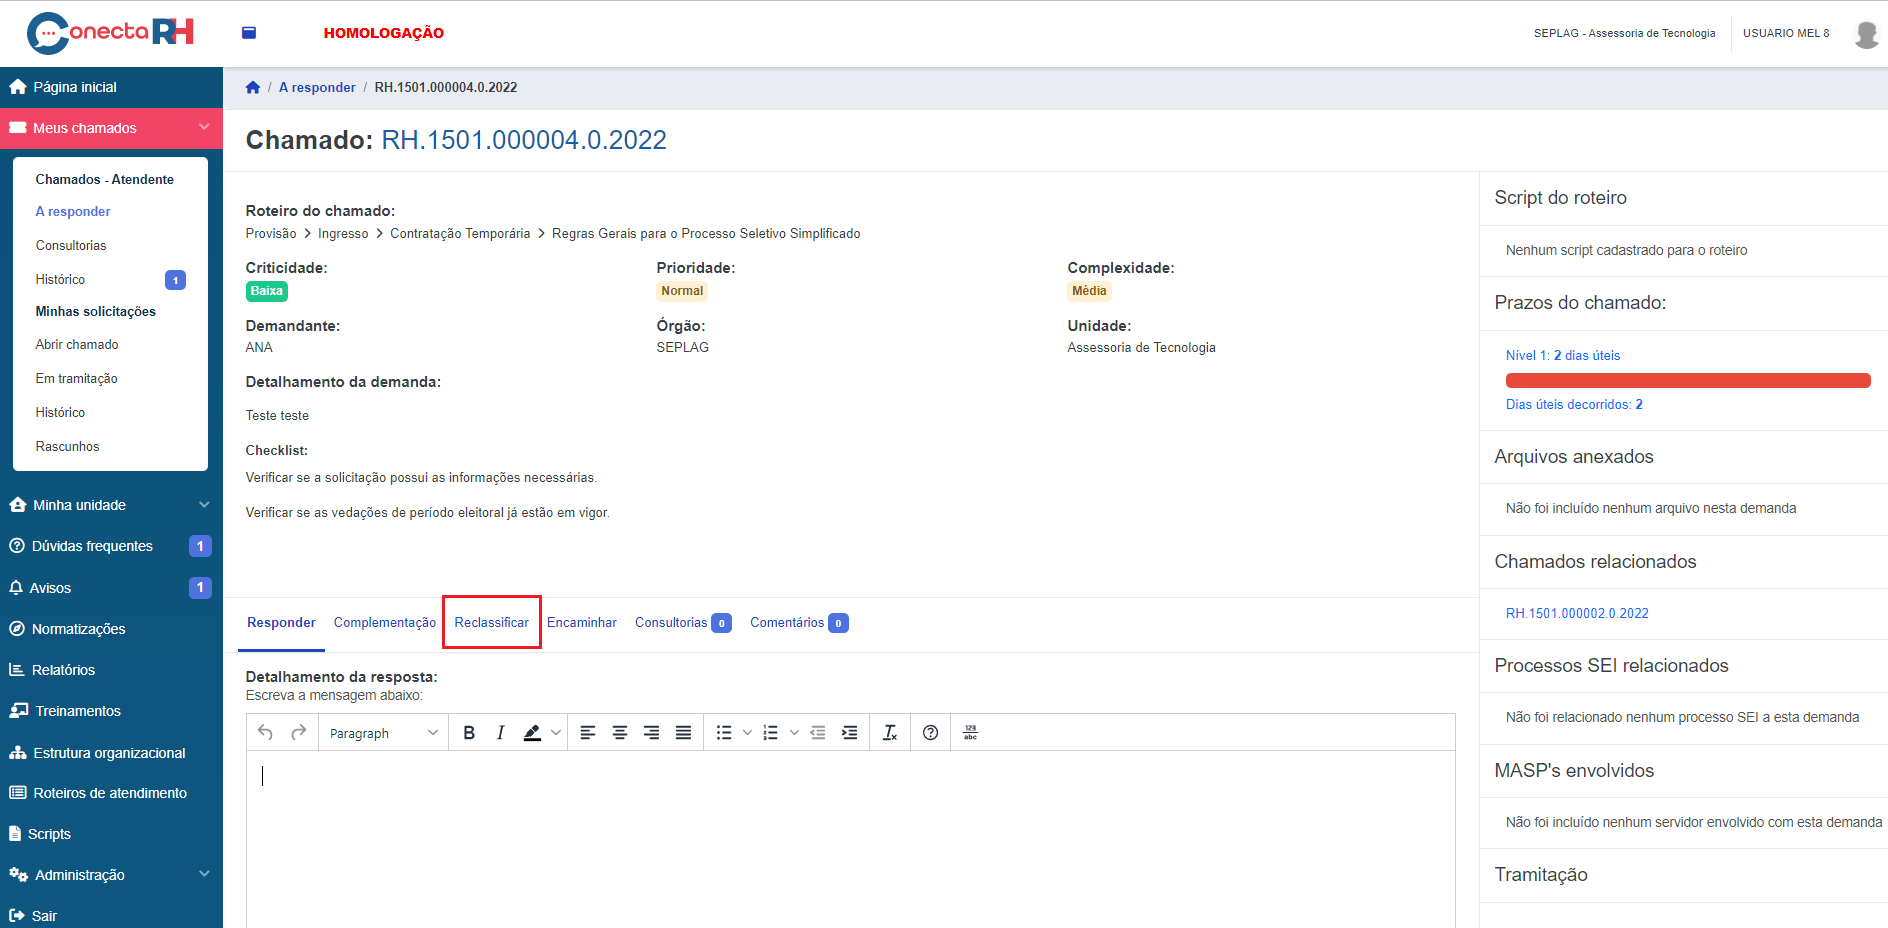 Conecta RH
HOMOLOGAÇÃO
SEPLAG - Assessoria de Tecnologia
USUARIO MEL 8
Página inicial
Meus chamados
Chamados - Atendente
A responder
Consultorias
Histórico 1
Minhas solicitações
Abrir chamado
Em tramitação
Histórico
Rascunhos
Minha unidade
Dúvidas frequentes 1
Avisos 1
Normatizações
Relatórios
Treinamentos
Estrutura organizacional
Roteiros de atendimento
Scripts
Administração
Sair
/ A responder / RH.1501.000004.0.2022
Chamado: RH.1501.000004.0.2022
Roteiro do chamado:
Provisão > Ingresso > Contratação Temporária > Regras Gerais para o Processo Seletivo Simplificado
Criticidade: Prioridade: Complexidade:
Baixa Normal Média
Demandante: Órgão: Unidade:
ANA SEPLAG Assessoria de Tecnologia
Detalhamento da demanda:
Teste teste
Checklist:
Verificar se a solicitação possui as informações necessárias.
Verificar se as vedações de período eleitoral já estão em vigor.
Responder Complementação Reclassificar Encaminhar Consultorias 0 Comentários 0
Detalhamento da resposta:
Escreva a mensagem abaixo:
Paragraph B I 123 abc
Script do roteiro
Nenhum script cadastrado para o roteiro
Prazos do chamado:
Nível 1: 2 dias úteis
Dias úteis decorridos: 2
Arquivos anexados
Não foi incluído nenhum arquivo nesta demanda
Chamados relacionados
RH.1501.000002.0.2022
Processos SEI relacionados
Não foi relacionado nenhum processo SEI a esta demanda
MASP's envolvidos
Não foi incluído nenhum servidor envolvido com esta demanda
Tramitação